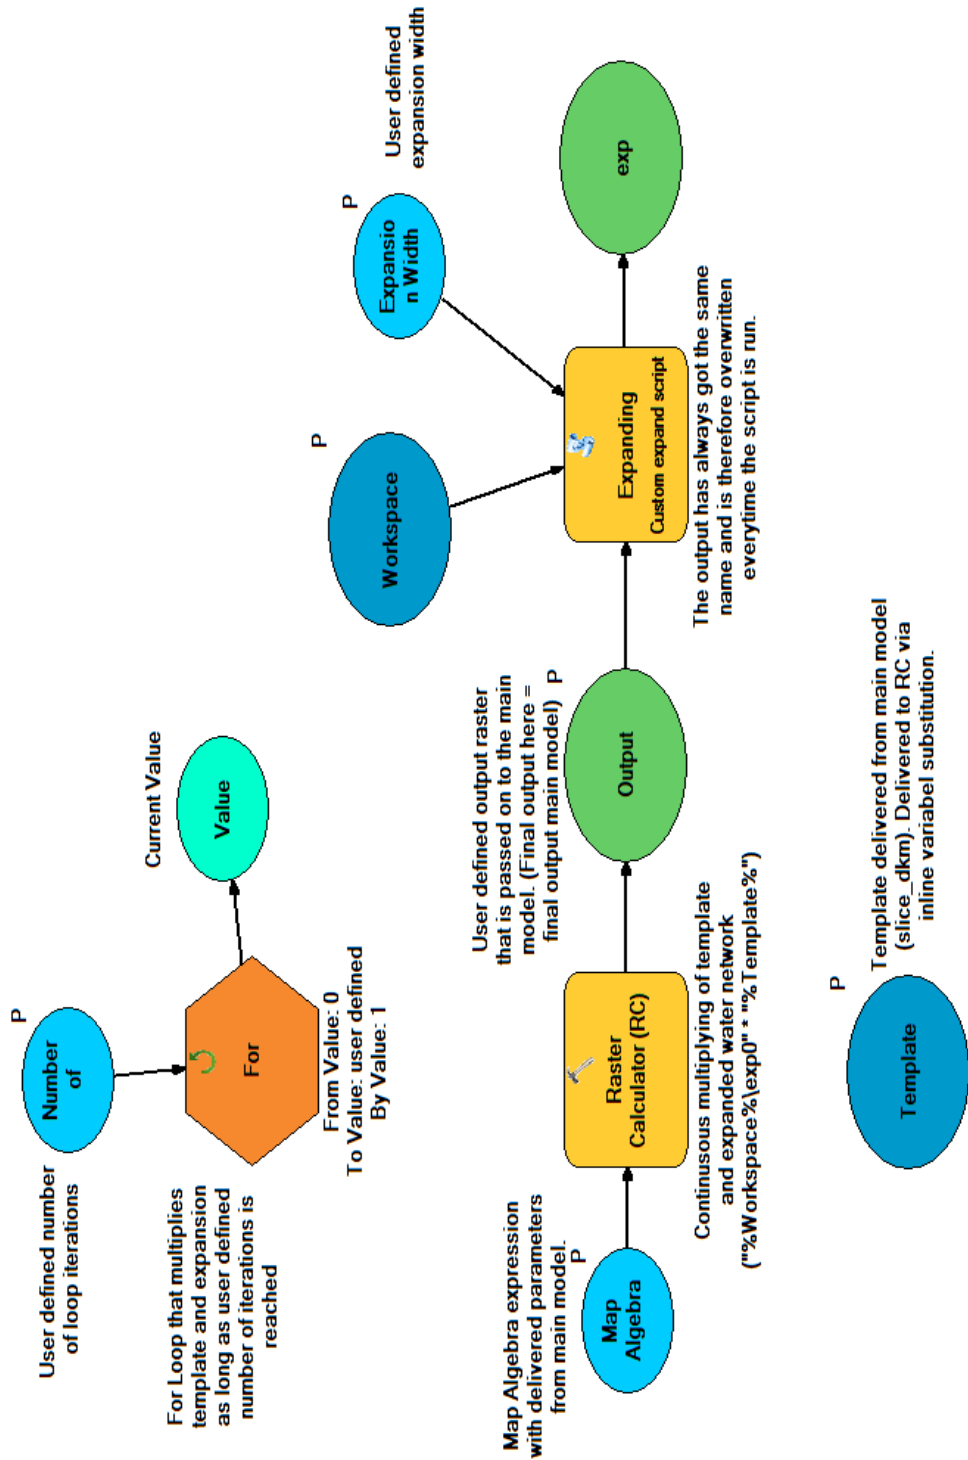 User defined number
of loop iterations
P
Number
of
For Loop that multiplies
template and expansion
as long as user defined
number of iterations is
reached
For
From Value: 0
To Value: user defined
By Value: 1
Current Value
Value
P
Workspace
P
Expansio
n Width
User defined
expansion width
Map Algebra expression
with delivered parameters
from main model.
P
Map
Algebra
Raster
Calculator (RC)
Continusous multiplying of template
and expanded water network
("%Workspace%\exp0" * "%Template%")
User defined output raster
that is passed on to the main
model. (Final output here =
final output main model)
P
Output
Expanding
Custom expand script
The output has always got the same
name and is therefore overwritten
everytime the script is run.
exp
P
Template
Template delivered from main model
(slice_dkm). Delivered to RC via
inline variabel substitution.